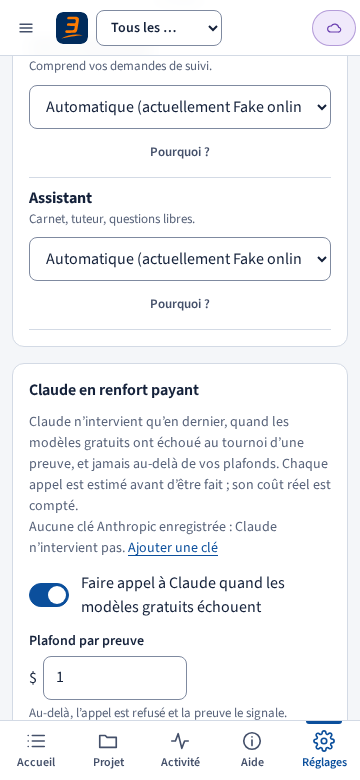 Tous les ...
Comprend vos demandes de suivi.
Automatique (actuellement Fake onlin
Pourquoi ?
Assistant
Carnet, tuteur, questions libres.
Automatique (actuellement Fake onlin
Pourquoi ?
Claude en renfort payant
Claude n’intervient qu’en dernier, quand les
modèles gratuits ont échoué au tournoi d’une
preuve, et jamais au-delà de vos plafonds. Chaque
appel est estimé avant d’être fait ; son coût réel est
compté.
Aucune clé Anthropic enregistrée : Claude
n’intervient pas. Ajouter une clé
Faire appel à Claude quand les
modèles gratuits échouent
Plafond par preuve
$ 1
Au-delà, l’appel est refusé et la preuve le signale.
Accueil Projet Activité Aide Réglages